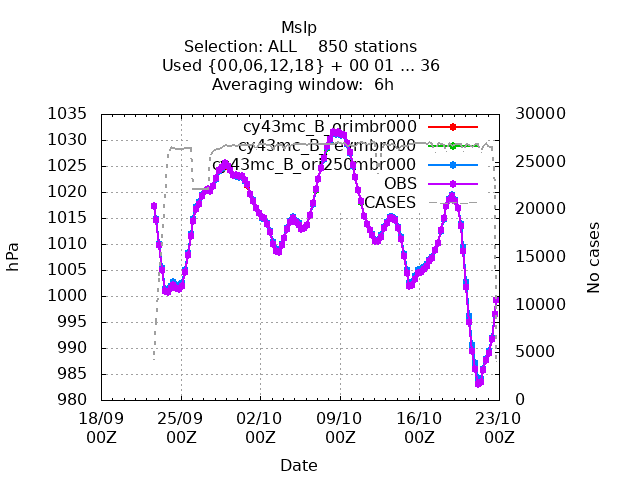 Mslp
Selection: ALL 850 stations
Used {00,06,12,18} + 00 01 ... 36
Averaging window: 6h
1035
1030
1025
1020
1015
1010
1005
1000
995
990
985
980
hPa
30000
25000
20000
15000
10000
5000
0
No cases
cy43mc_B_orimbr000
cy43mc_B_ori250mbr000
OBS
CASES
18/09 25/09 02/10 09/10 16/10 23/10
00Z 00Z 00Z 00Z 00Z 00Z
Date